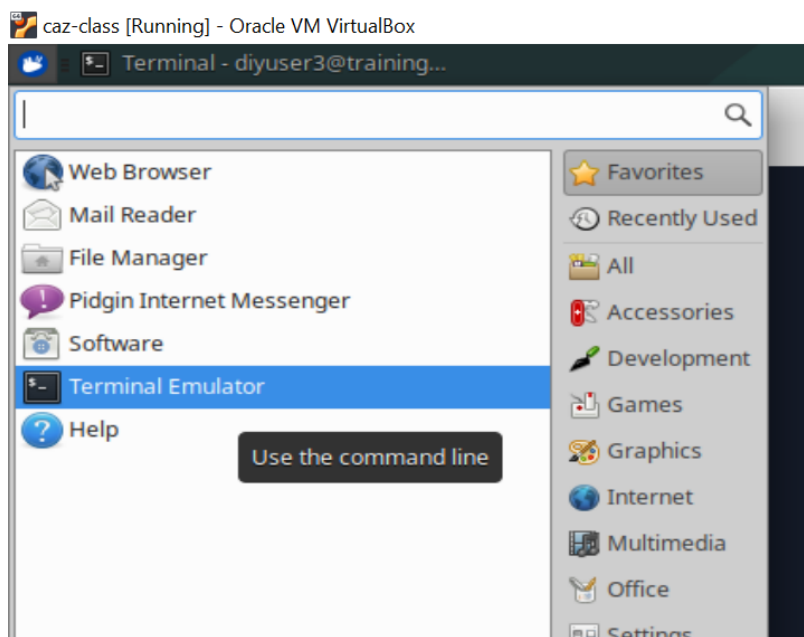 caz-class [Running] - Oracle VM VirtualBox
Terminal - diyuser3@training...
Web Browser
Mail Reader
File Manager
Pidgin Internet Messenger
Software
Terminal Emulator
Help
Use the command line
Favorites
Recently Used
All
Accessories
Development
Games
Graphics
Internet
Multimedia
Office
Settings